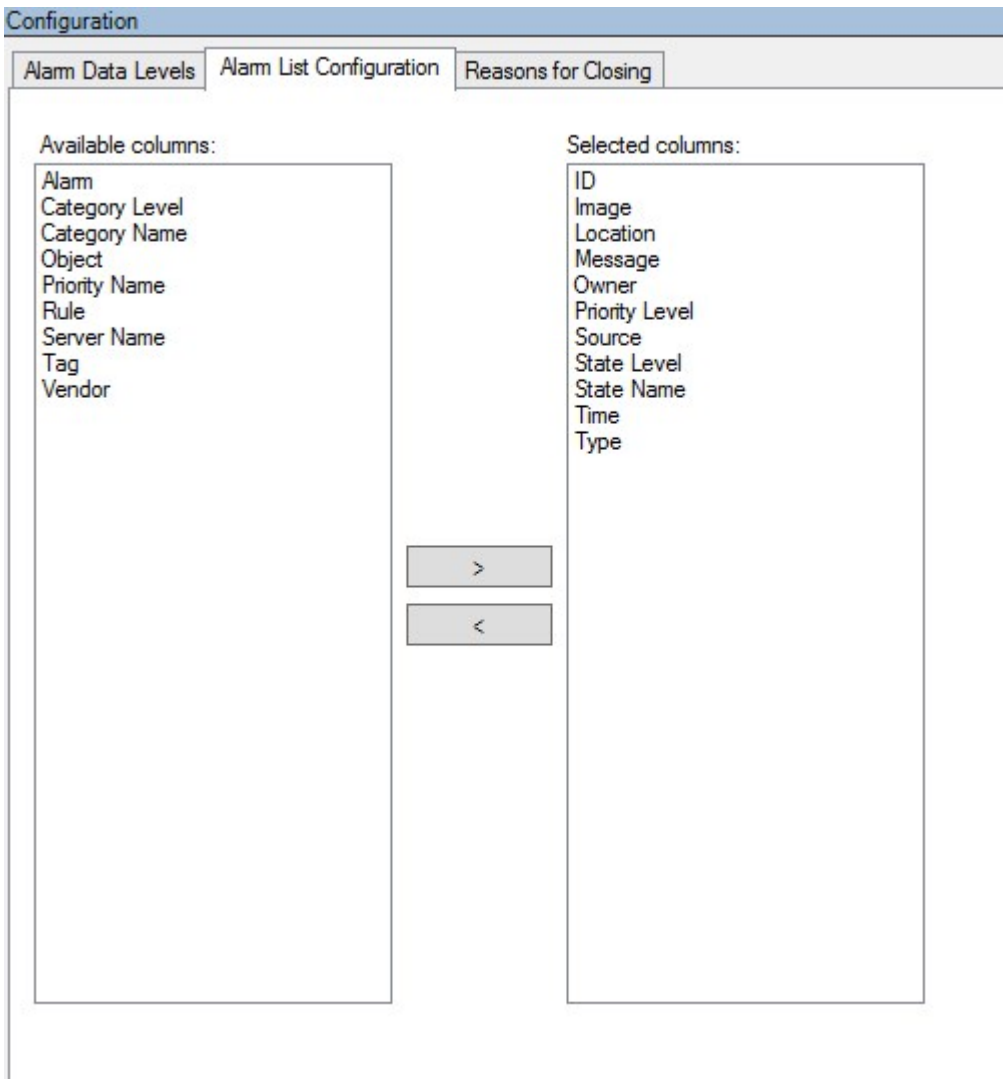 Configuration
Alarm Data Levels
Alarm List Configuration
Reasons for Closing
Available columns:
Alarm
Category Level
Category Name
Object
Priority Name
Rule
Server Name
Tag
Vendor
>
<
Selected columns:
ID
Image
Location
Message
Owner
Priority Level
Source
State Level
State Name
Time
Type